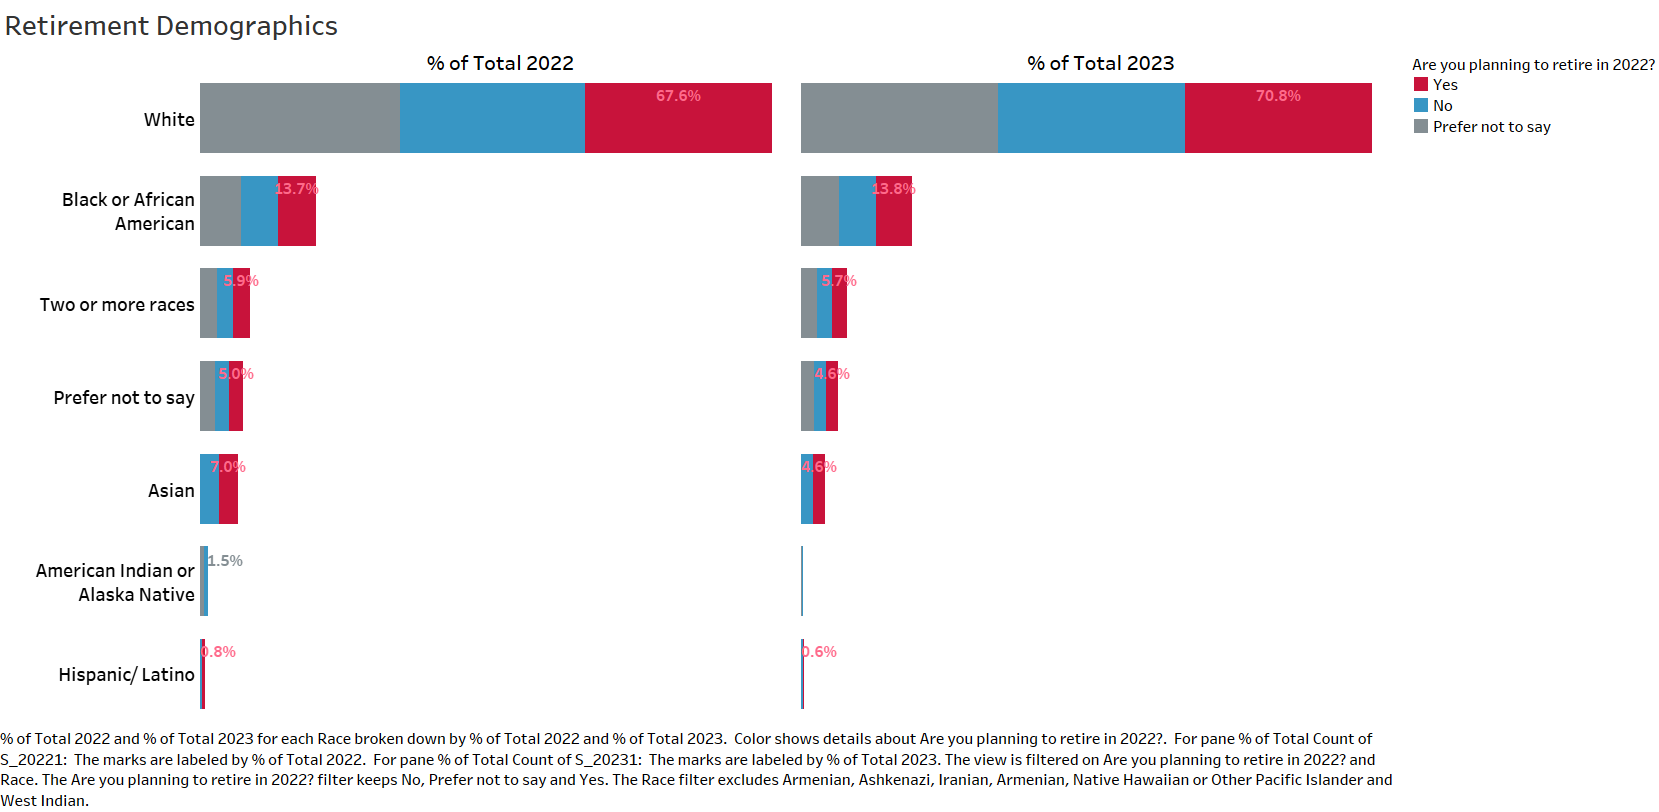 Retirement Demographics
% of Total 2022
% of Total 2023
Are you planning to retire in 2022?
Yes
No
Prefer not to say
White
67.6%
70.8%
Black or African
American
13.7%
13.8%
Two or more races
5.9%
5.7%
Prefer not to say
5.0%
4.6%
Asian
7.0%
4.6%
American Indian or
Alaska Native
1.5%
Hispanic/ Latino
0.8%
0.6%
% of Total 2022 and % of Total 2023 for each Race broken down by % of Total 2022 and % of Total 2023.  Color shows details about Are you planning to retire in 2022?.  For pane % of Total Count of
S_20221:  The marks are labeled by % of Total 2022.  For pane % of Total Count of S_20231:  The marks are labeled by % of Total 2023. The view is filtered on Are you planning to retire in 2022? and
Race. The Are you planning to retire in 2022? filter keeps No, Prefer not to say and Yes. The Race filter excludes Armenian, Ashkenazi, Iranian, Armenian, Native Hawaiian or Other Pacific Islander and
West Indian.